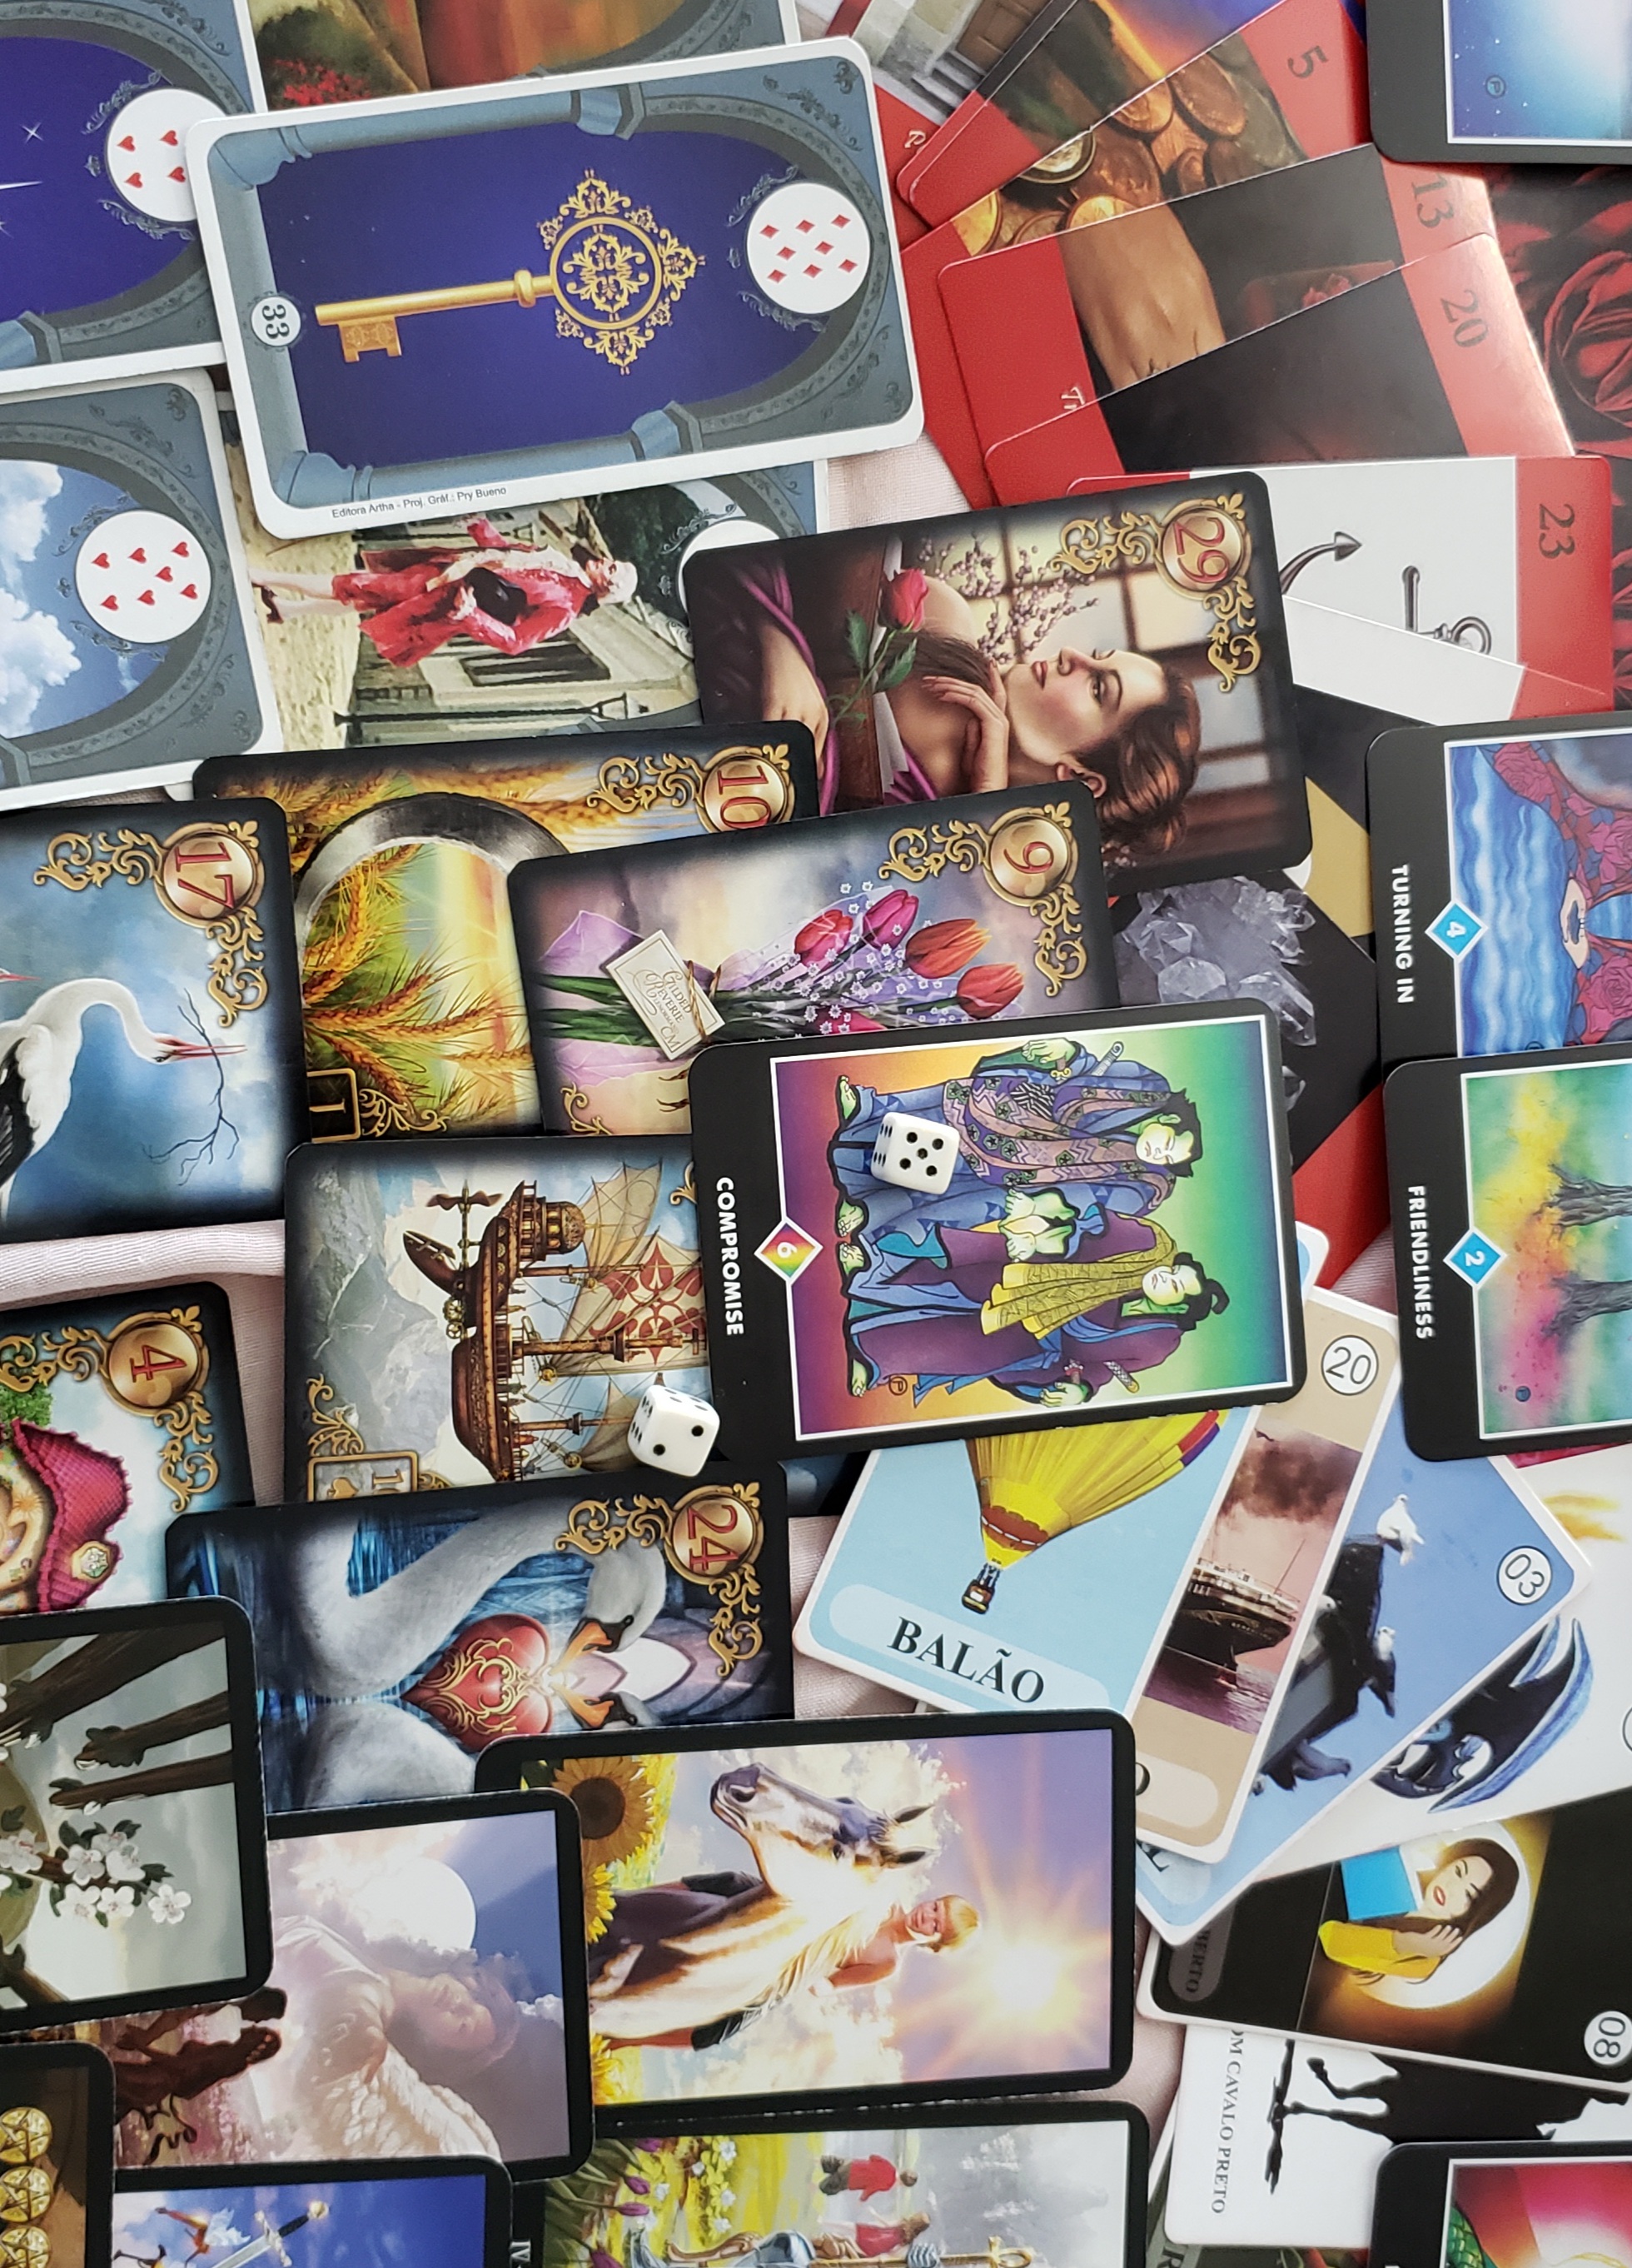 08
23
03
20
13
4
2
TURNING IN
FRIENDLINESS
20
5
OM CAVALO PRETO
BERTO
29
9
BALÃO
6
COMPROMISE
10
24
GILDED
REVERIE
LENORMAND
CM
IV
Editora Artha - Proj. Gráf.: Pry Bueno
33
17
4